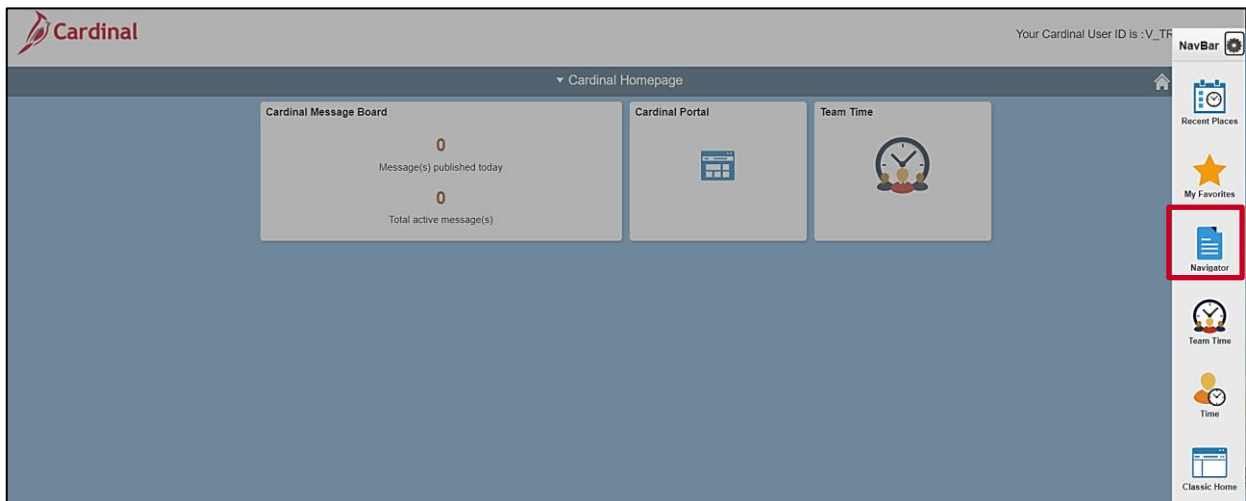 Cardinal
Your Cardinal User ID is : V_TR
NavBar
Cardinal Homepage
Cardinal Message Board
0
Message(s) published today
0
Total active message(s)
Cardinal Portal
Team Time
Recent Places
My Favorites
Navigator
Team Time
Time
Classic Home